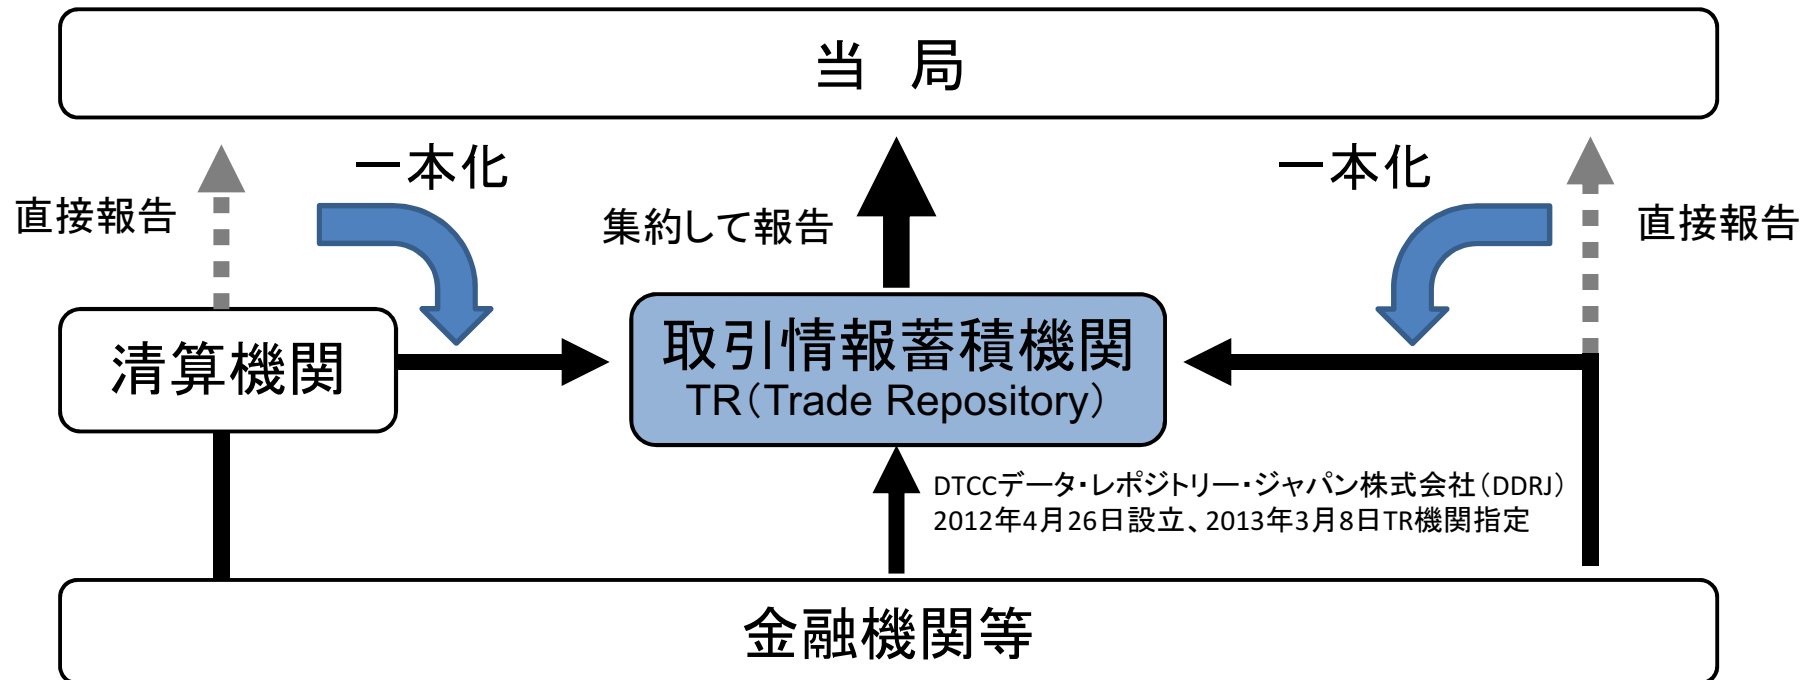 当 局
一本化
一本化
直接報告
集約して報告
直接報告
清算機関
取引情報蓄積機関
TR(Trade Repository)
DTCCデータ・レポジトリー・ジャパン株式会社(DDRJ)
2012年4月26日設立、2013年3月8日TR機関指定
金融機関等